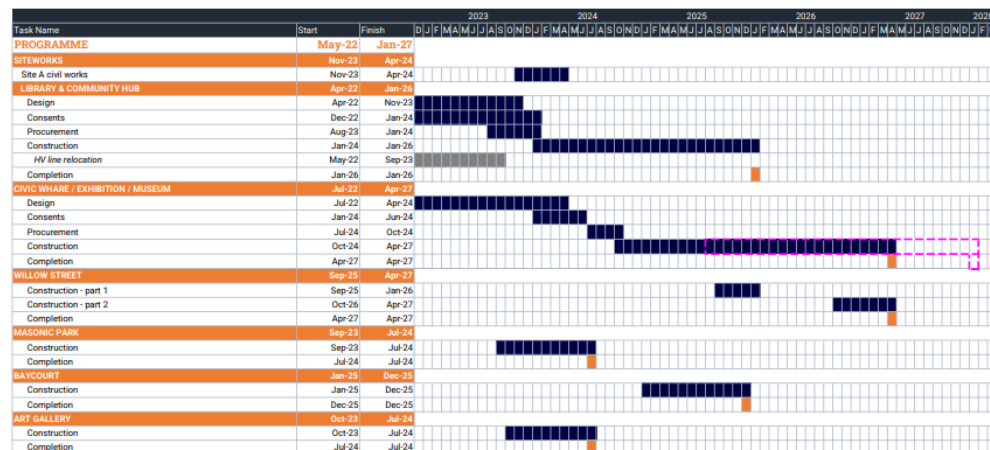 2023 2024 2025 2026 2027 2028
Task Name Start Finish D J F M A M J J A S O N D J F M A M J J A S O N D J F M A M J J A S O N D J F M A M J J A S O N D J F M A M J J A S O N D J F
PROGRAMME May-22 Jan-27
SITEWORKS Nov-23 Apr-24
Site A civil works Nov-23 Apr-24
LIBRARY & COMMUNITY HUB Apr-22 Jan-26
Design Apr-22 Nov-23
Consents Dec-22 Jan-24
Procurement Aug-23 Jan-24
Construction Jan-24 Jan-26
HV line relocation May-22 Sep-23
Completion Jan-26 Jan-26
CIVIC WHARE / EXHIBITION / MUSEUM Jul-22 Apr-27
Design Jul-22 Apr-24
Consents Jan-24 Jun-24
Procurement Jul-24 Oct-24
Construction Oct-24 Apr-27
Completion Apr-27 Apr-27
WILLOW STREET Sep-25 Apr-27
Construction - part 1 Sep-25 Jan-26
Construction - part 2 Oct-26 Apr-27
Completion Apr-27 Apr-27
MASONIC PARK Sep-23 Jul-24
Construction Sep-23 Jul-24
Completion Jul-24 Jul-24
BAYCOURT Jan-25 Dec-25
Construction Jan-25 Dec-25
Completion Dec-25 Dec-25
ART GALLERY Oct-23 Jul-24
Construction Oct-23 Jul-24
Completion Jul-24 Jul-24